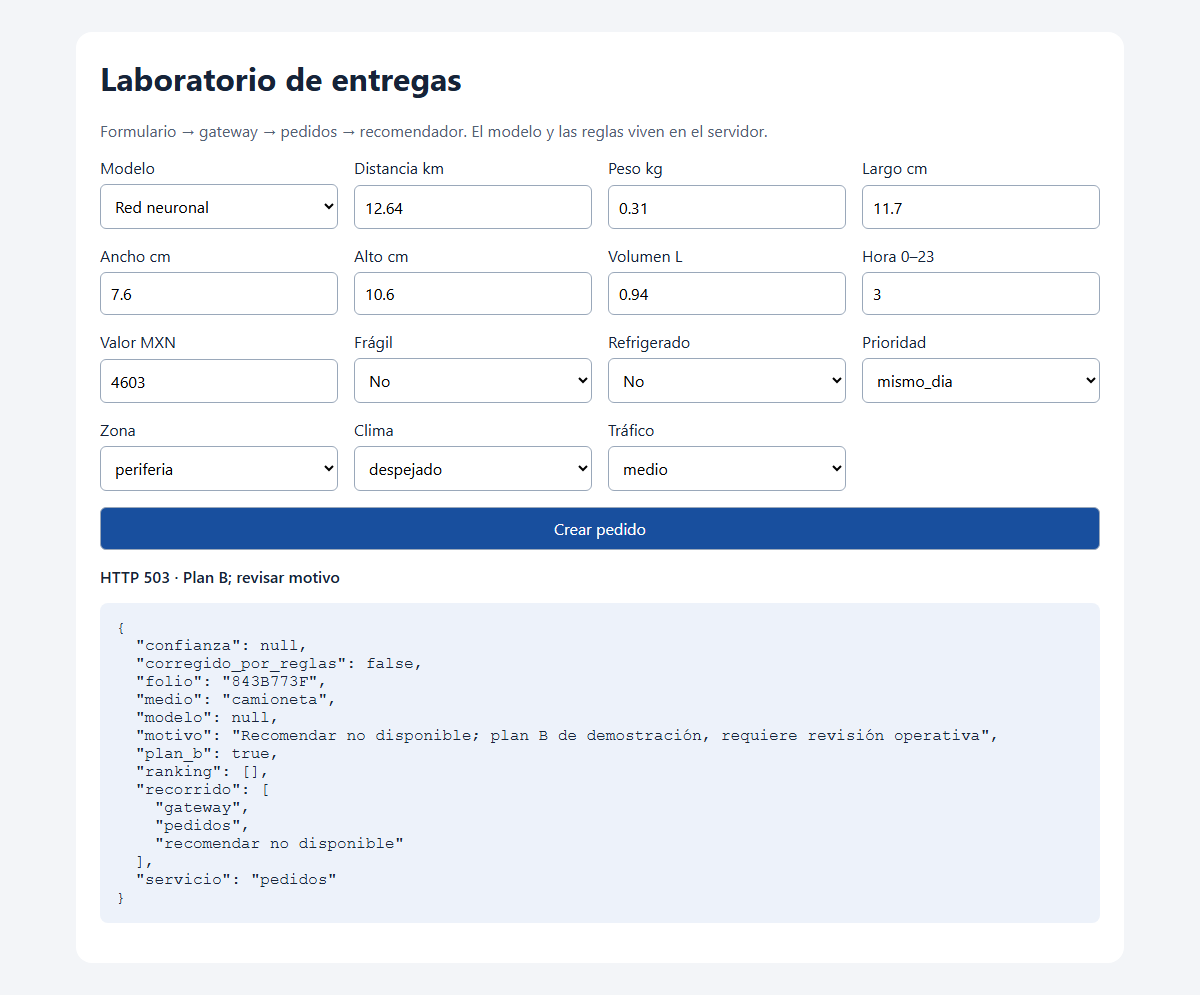 Laboratorio de entregas
Formulario → gateway → pedidos → recomendador. El modelo y las reglas viven en el servidor.
Modelo Distancia km Peso kg Largo cm
Red neuronal 12.64 0.31 11.7
Ancho cm Alto cm Volumen L Hora 0–23
7.6 10.6 0.94 3
Valor MXN Frágil Refrigerado Prioridad
4603 No No mismo_dia
Zona Clima Tráfico
periferia despejado medio
Crear pedido
HTTP 503 · Plan B; revisar motivo
{
  "confianza": null,
  "corregido_por_reglas": false,
  "folio": "843B773F",
  "medio": "camioneta",
  "modelo": null,
  "motivo": "Recomendar no disponible; plan B de demostración, requiere revisión operativa",
  "plan_b": true,
  "ranking": [],
  "recorrido": [
    "gateway",
    "pedidos",
    "recomendar no disponible"
  ],
  "servicio": "pedidos"
}